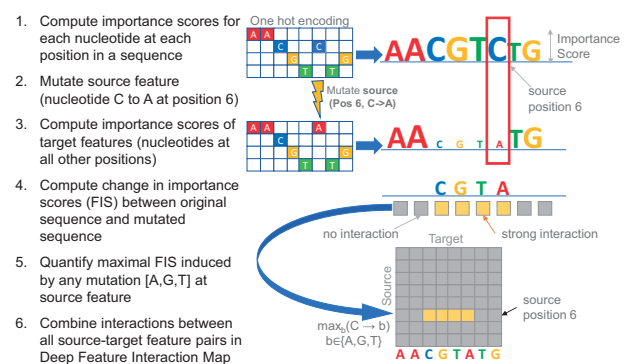 1. Compute importance scores for
each nucleotide at each
position in a sequence
2. Mutate source feature
(nucleotide C to A at position 6)
3. Compute importance scores of
target features (nucleotides at
all other positions)
4. Compute change in importance
scores (FIS) between original
sequence and mutated
sequence
5. Quantify maximal FIS induced
by any mutation [A,G,T] at
source feature
6. Combine interactions between
all source-target feature pairs in
Deep Feature Interaction Map
One hot encoding
A A
C C
G G
T T
AACGTCTG
Importance
Score
source
position 6
Mutate source
(Pos 6, C->A)
A A A
C
G G
T T
AA C G T A TG
C G T A
no interaction
strong interaction
Target
Source
source
position 6
maxb(C → b)
b∈{A,G,T}
A A C G T A T G